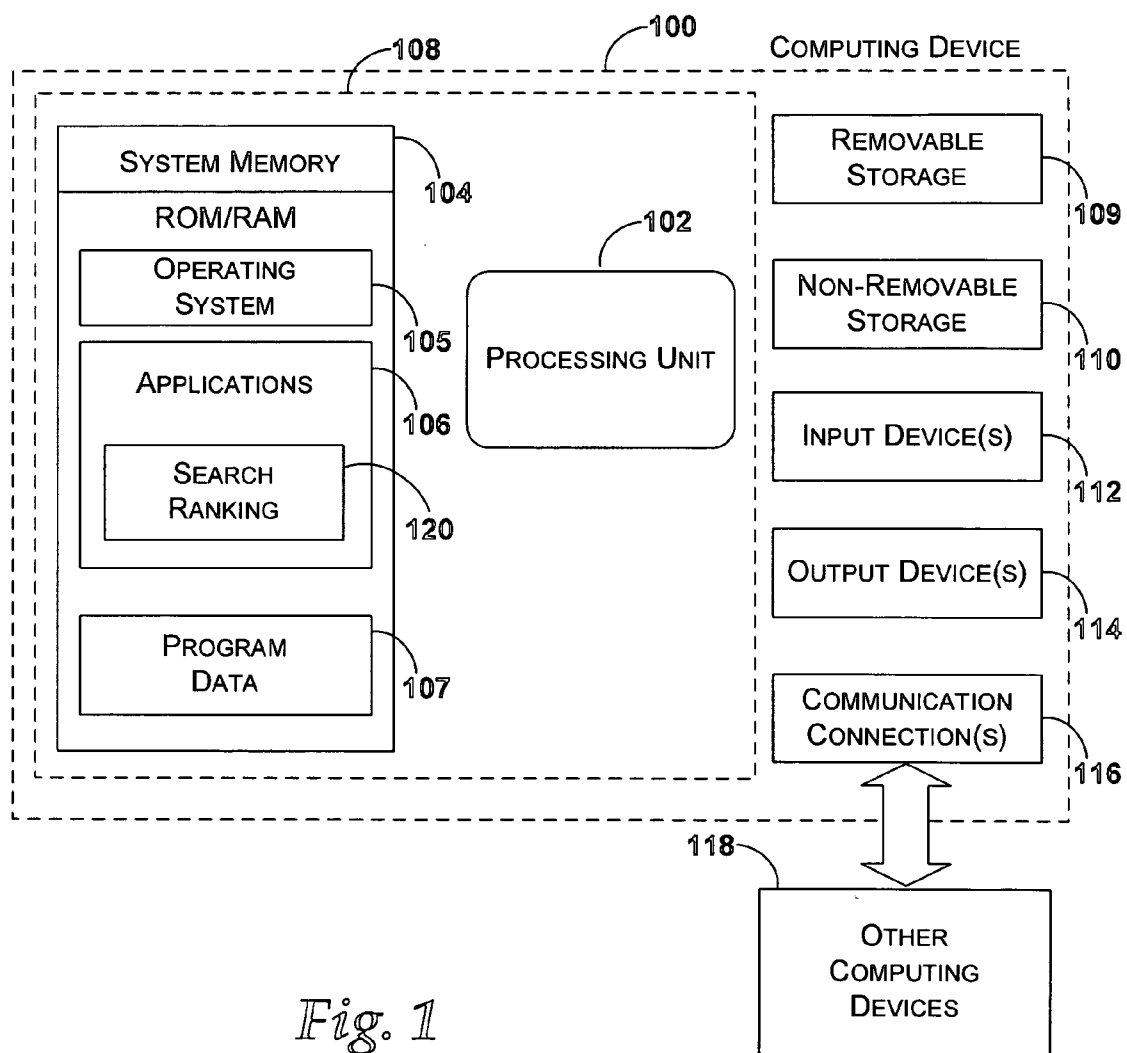 100
COMPUTING DEVICE
108
SYSTEM MEMORY
104
ROM/RAM
OPERATING
SYSTEM
105
APPLICATIONS
106
SEARCH
RANKING
120
PROGRAM
DATA
107
102
PROCESSING UNIT
REMOVABLE
STORAGE
109
NON-REMOVABLE
STORAGE
110
INPUT DEVICE(S)
112
OUTPUT DEVICE(S)
114
COMMUNICATION
CONNECTION(S)
116
118
OTHER
COMPUTING
DEVICES
Fig. 1